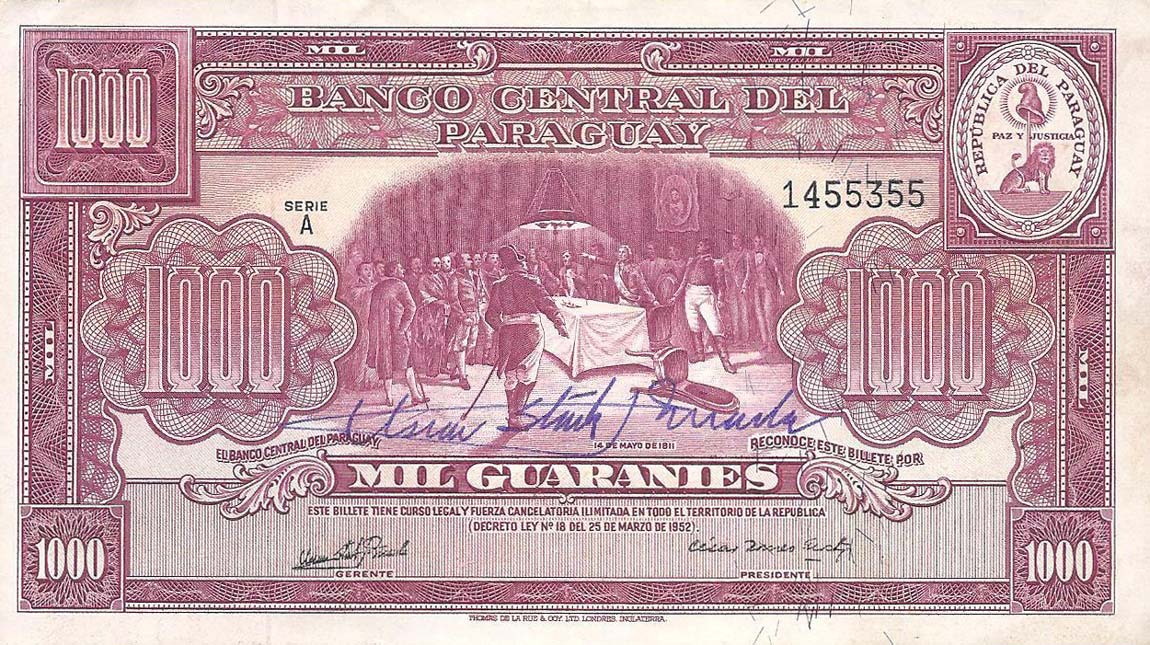 MIL MIL
1000
BANCO CENTRAL DEL
PARAGUAY
REPUBLICA DEL PARAGUAY
PAZ Y JUSTICIA
SERIE
A
1455355
1000 1000
MIL MIL
14 DE MAYO DE 1811
EL BANCO CENTRAL DEL PARAGUAY RECONOCE ESTE BILLETE POR
MIL GUARANIES
ESTE BILLETE TIENE CURSO LEGAL Y FUERZA CANCELATORIA ILIMITADA EN TODO EL TERRITORIO DE LA REPUBLICA
(DECRETO LEY Nº 18 DEL 25 DE MARZO DE 1952).
GERENTE PRESIDENTE
1000 1000
THOMAS DE LA RUE & COY. LTD. LONDRES, INGLATERRA.